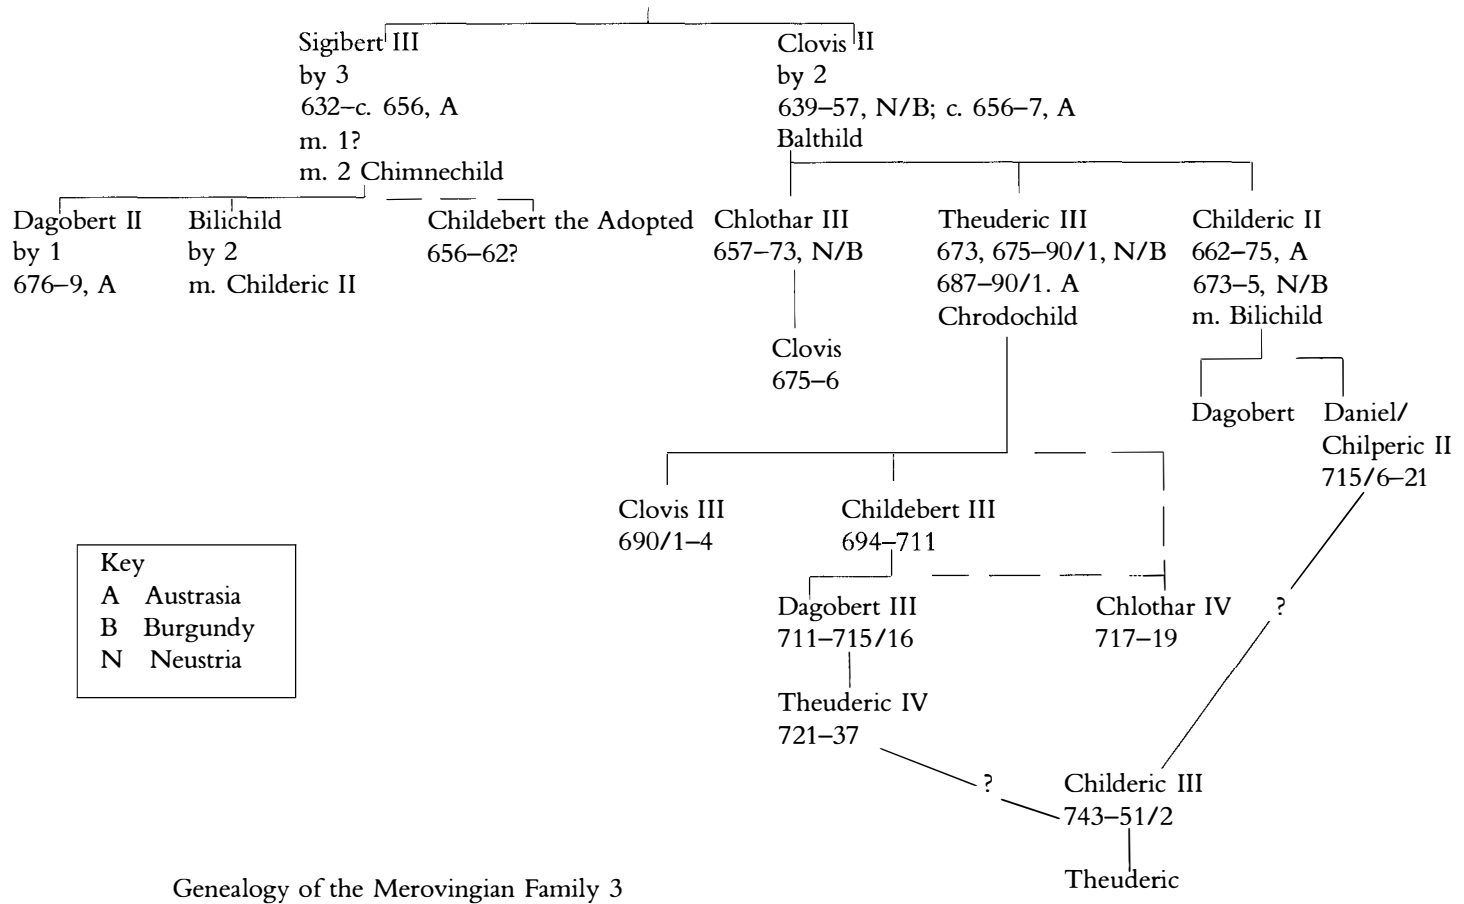 Sigibert III
by 3
632–c. 656, A
m. 1?
m. 2 Chimnechild
Clovis II
by 2
639–57, N/B; c. 656–7, A
Balthild
Dagobert II
by 1
676–9, A
Bilichild
by 2
m. Childeric II
Childebert the Adopted
656–62?
Chlothar III
657–73, N/B
Theuderic III
673, 675–90/1, N/B
687–90/1. A
Chrodochild
Childeric II
662–75, A
673–5, N/B
m. Bilichild
Clovis
675–6
Dagobert
Daniel/
Chilperic II
715/6–21
Clovis III
690/1–4
Childebert III
694–711
Key
A Austrasia
B Burgundy
N Neustria
Dagobert III
711–715/16
Chlothar IV
717–19
?
Theuderic IV
721–37
?
Childeric III
743–51/2
Theuderic
Genealogy of the Merovingian Family 3